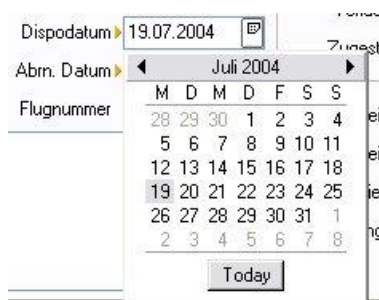 Dispodatum 19.07.2004
Abrn. Datum
Juli 2004
Flugnummer
M D M D F S S
28 29 30 1 2 3 4
5 6 7 8 9 10 11
12 13 14 15 16 17 18
19 20 21 22 23 24 25
26 27 28 29 30 31 1
2 3 4 5 6 7 8
Today